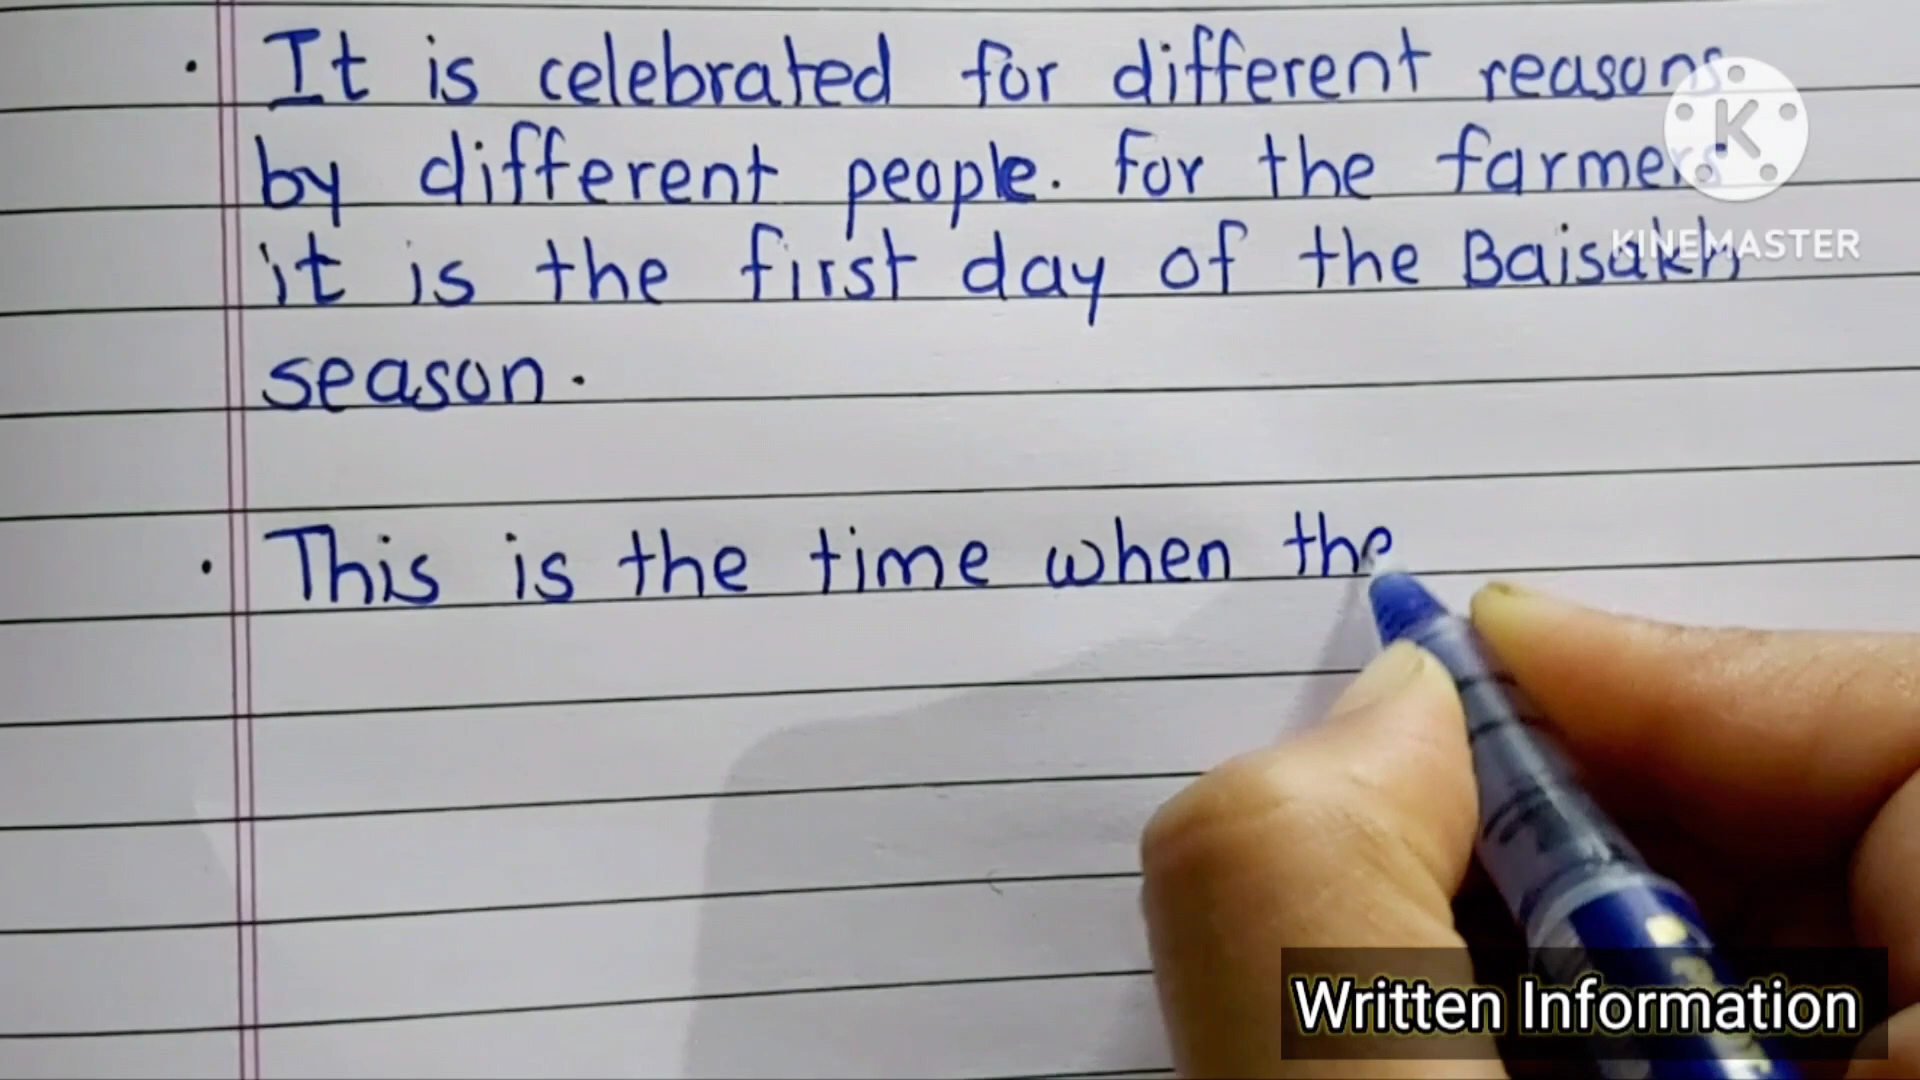 . It is celebrated for different reasons
by different people. For the farmers
it is the first day of the Baisakh
season.
. This is the time when the
K
KINEMASTER
Written Information